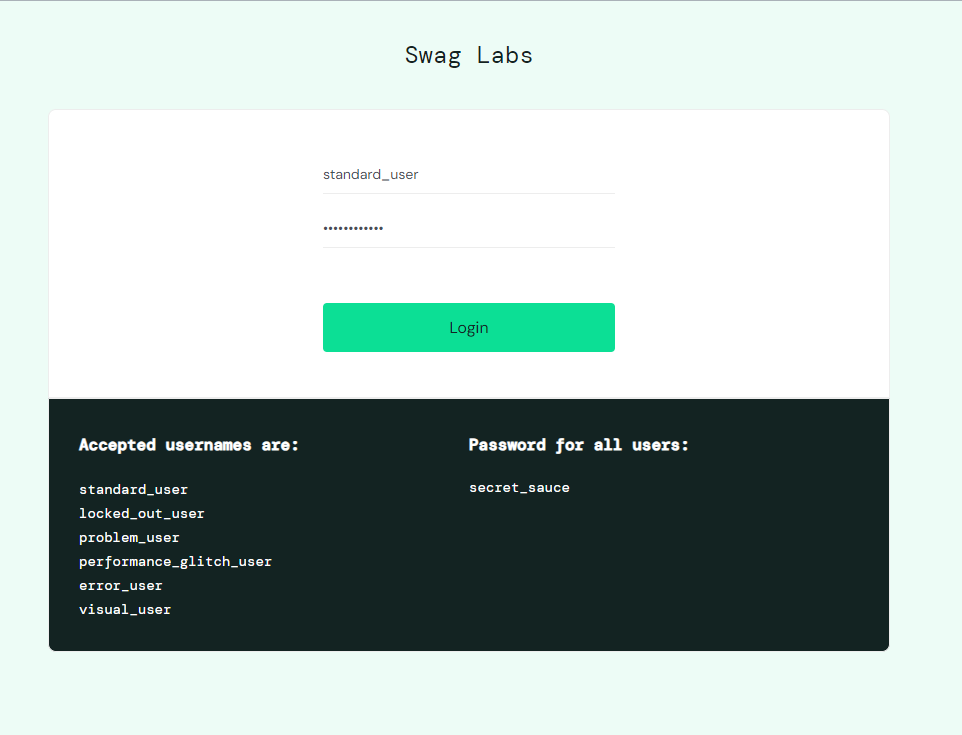 Swag Labs
standard_user
••••••••••••
Login
Accepted usernames are:
standard_user
locked_out_user
problem_user
performance_glitch_user
error_user
visual_user
Password for all users:
secret_sauce